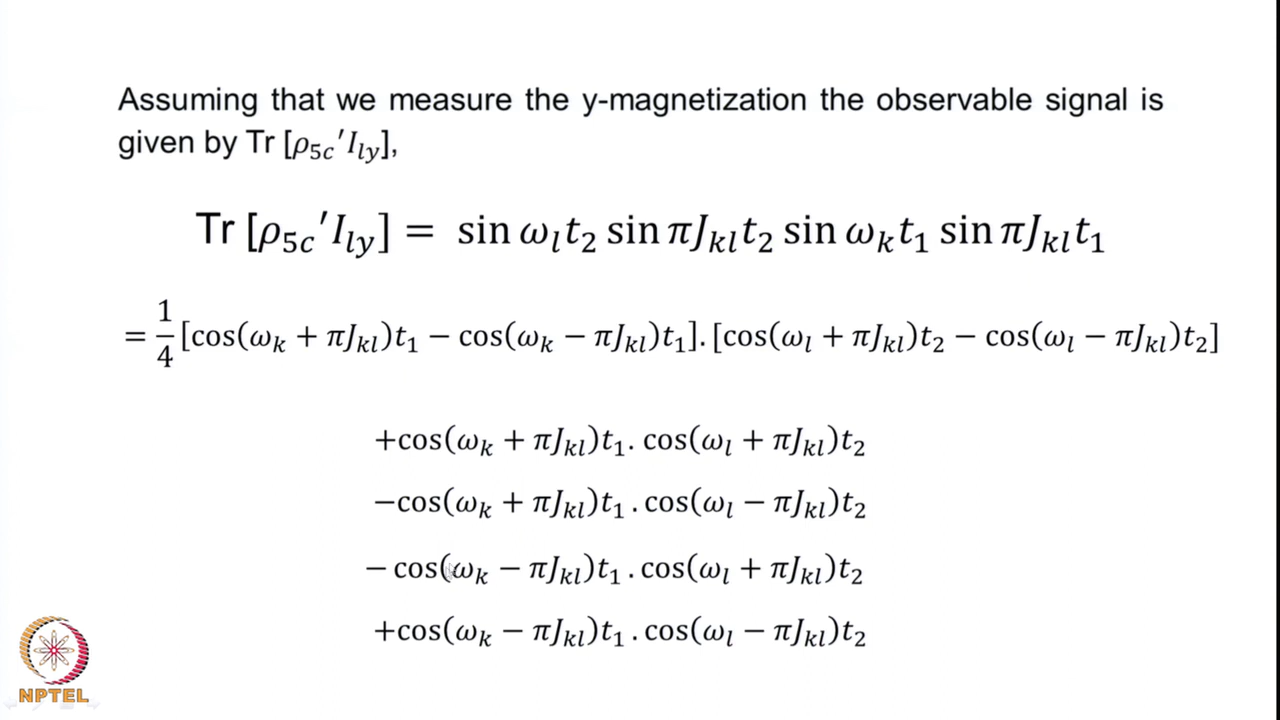 Assuming that we measure the y-magnetization the observable signal is
given by Tr [ρ₅c′Iₗy],
Tr [ρ₅c′Iₗy] = sin ωₗt₂ sin πJₖₗt₂ sin ωₖt₁ sin πJₖₗt₁
= 1/4 [cos(ωₖ + πJₖₗ)t₁ − cos(ωₖ − πJₖₗ)t₁]. [cos(ωₗ + πJₖₗ)t₂ − cos(ωₗ − πJₖₗ)t₂]
+cos(ωₖ + πJₖₗ)t₁. cos(ωₗ + πJₖₗ)t₂
−cos(ωₖ + πJₖₗ)t₁ . cos(ωₗ − πJₖₗ)t₂
− cos(ωₖ − πJₖₗ)t₁ . cos(ωₗ + πJₖₗ)t₂
+cos(ωₖ − πJₖₗ)t₁ . cos(ωₗ − πJₖₗ)t₂
NPTEL